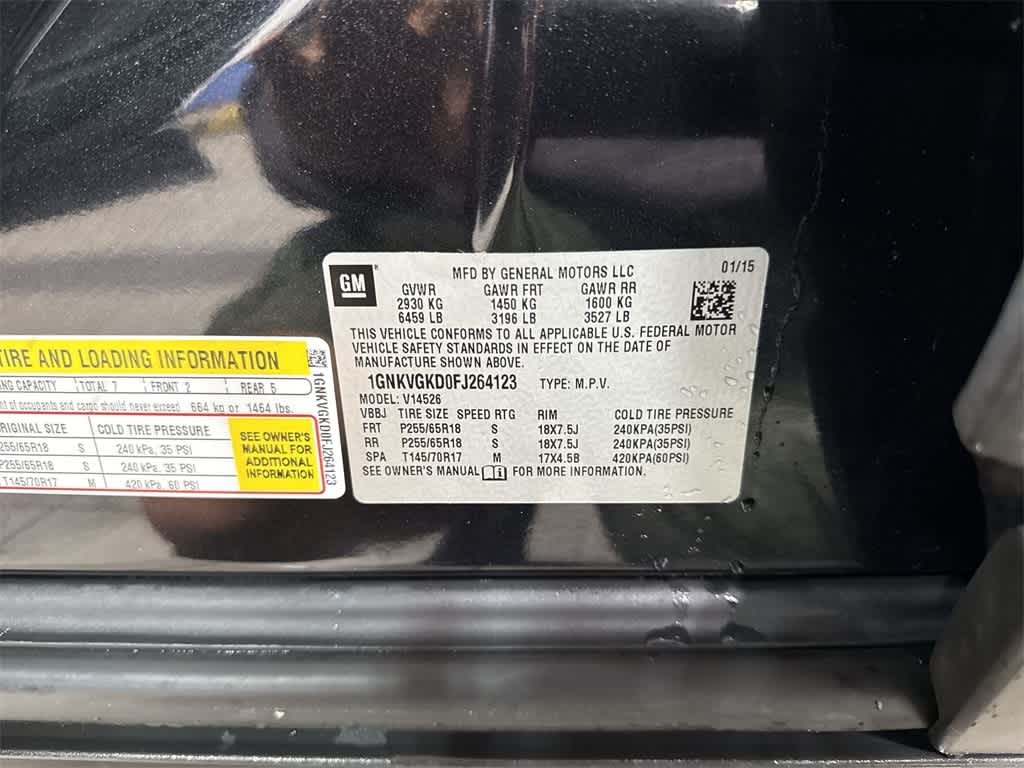 GM
MFD BY GENERAL MOTORS LLC 01/15
GVWR GAWR FRT GAWR RR
2930 KG 1450 KG 1600 KG
6459 LB 3196 LB 3527 LB
THIS VEHICLE CONFORMS TO ALL APPLICABLE U.S. FEDERAL MOTOR
VEHICLE SAFETY STANDARDS IN EFFECT ON THE DATE OF
MANUFACTURE SHOWN ABOVE.
1GNKVGKD0FJ264123 TYPE: M.P.V.
MODEL: V14526
VBBJ TIRE SIZE SPEED RTG RIM COLD TIRE PRESSURE
FRT P255/65R18 S 18X7.5J 240KPA(35PSI)
RR P255/65R18 S 18X7.5J 240KPA(35PSI)
SPA T145/70R17 M 17X4.5B 420KPA(60PSI)
SEE OWNER'S MANUAL FOR MORE INFORMATION.
TIRE AND LOADING INFORMATION
CAPACITY TOTAL 7 FRONT 2 REAR 5
of occupants and cargo should never exceed 664 kg or 1464 lbs.
SIZE COLD TIRE PRESSURE
P255/65R18 S 240 kPa, 35 PSI
P255/65R18 S 240 kPa, 35 PSI
T145/70R17 M 420 kPa, 60 PSI
SEE OWNER'S
MANUAL FOR
ADDITIONAL
INFORMATION
1GNKVGKD0FJ264123